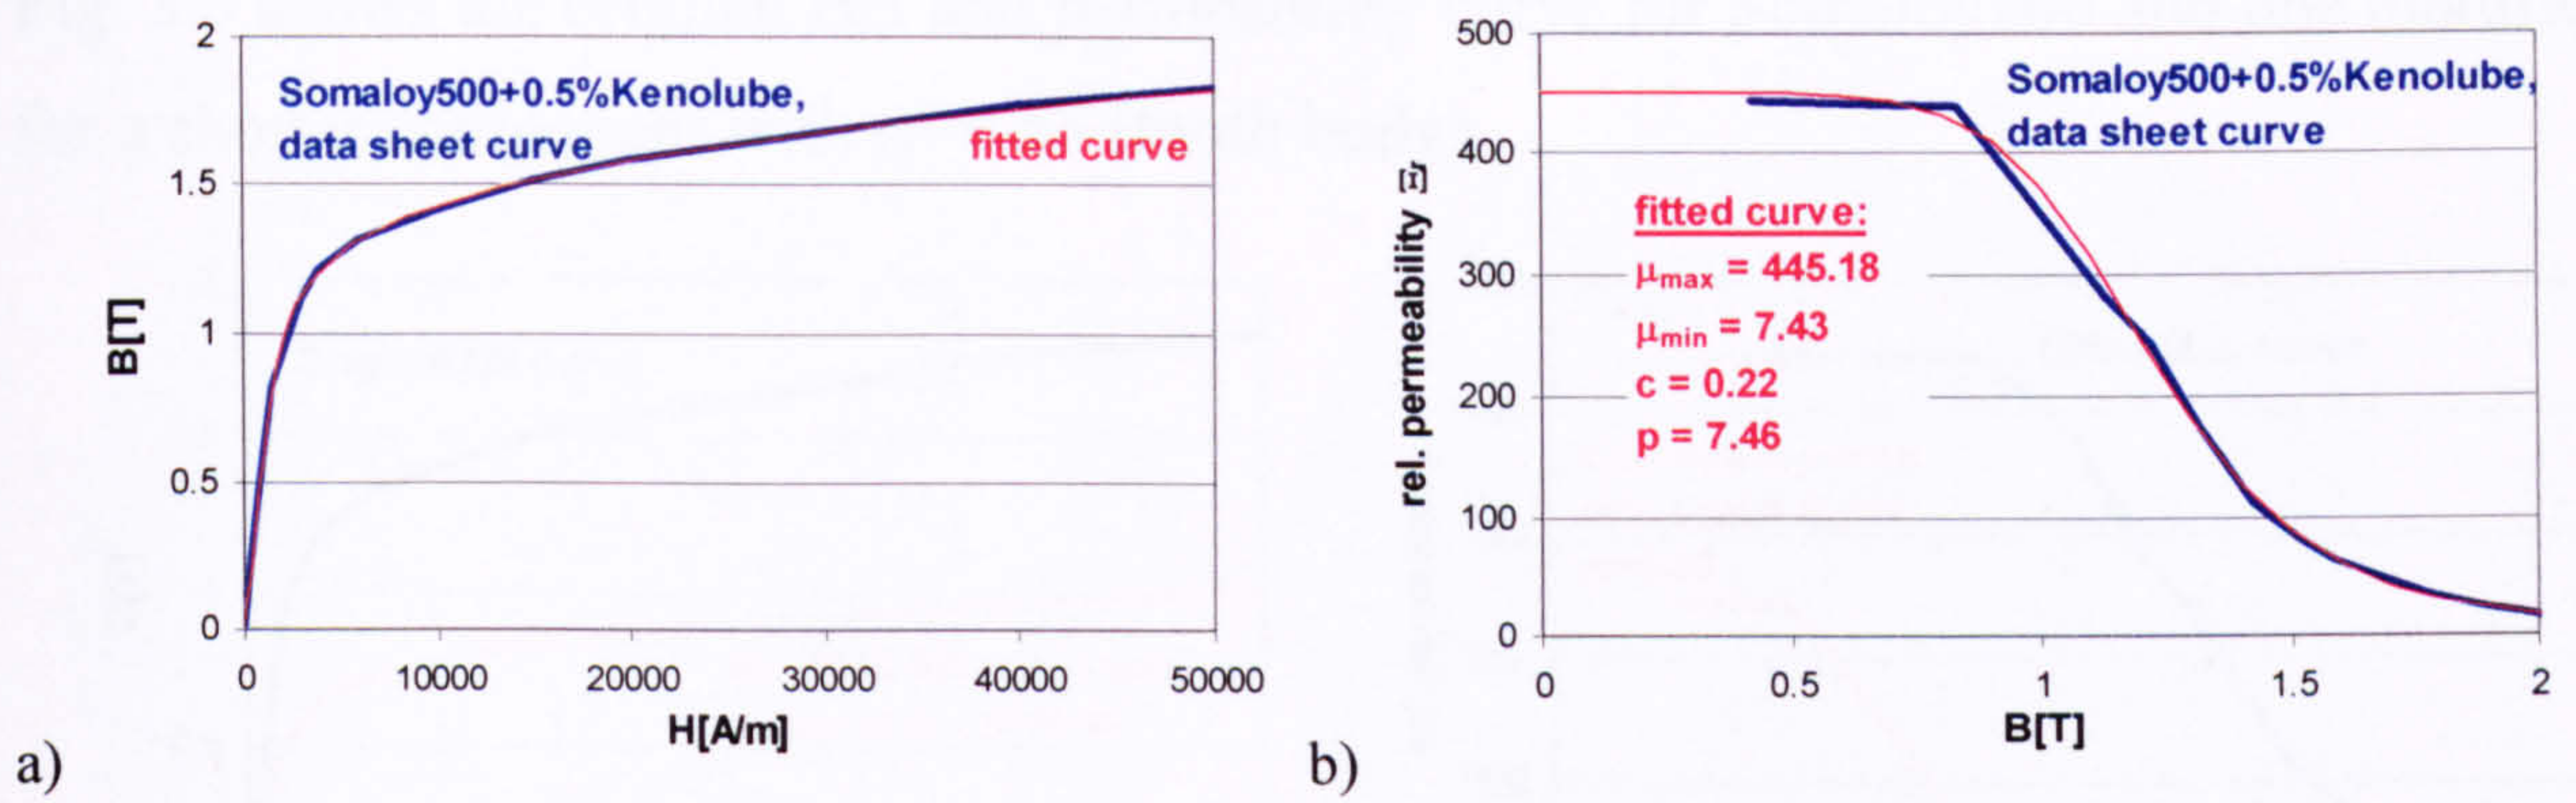 2
1.5
1
0.5
0
B[T]
Somaloy500+0.5%Kenolube,
data sheet curve
fitted curve
0 10000 20000 30000 40000 50000
H[A/m]
a)
500
400
300
200
100
0
rel. permeability [Ξ]
Somaloy500+0.5%Kenolube,
data sheet curve
fitted curve:
μmax = 445.18
μmin = 7.43
c = 0.22
p = 7.46
0 0.5 1 1.5 2
B[T]
b)